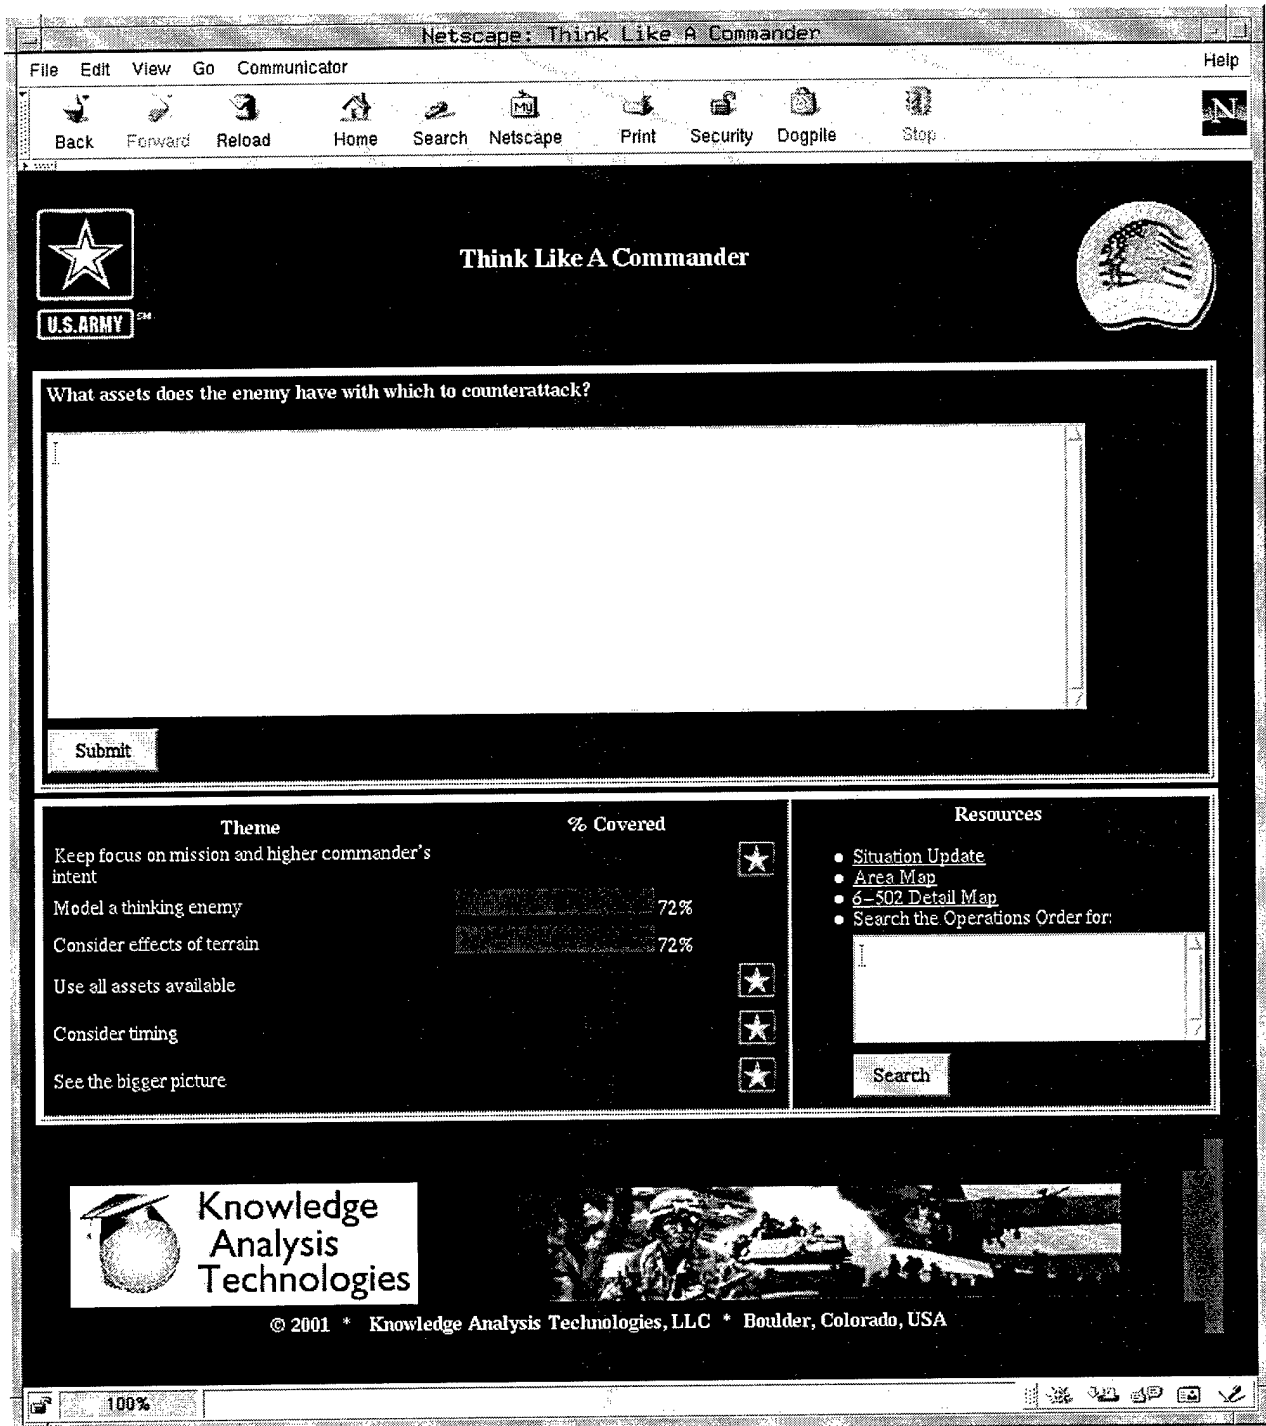 Netscape: Think Like A Commander
File Edit View Go Communicator Help
Back Forward Reload Home Search Netscape Print Security Dogpile Stop
My
N
Think Like A Commander
U.S.ARMY SM
What assets does the enemy have with which to counterattack?
Submit
Theme % Covered
Keep focus on mission and higher commander's
intent
Model a thinking enemy 72%
Consider effects of terrain 72%
Use all assets available
Consider timing
See the bigger picture
Resources
Situation Update
Area Map
6-502 Detail Map
Search the Operations Order for:
Search
Knowledge
Analysis
Technologies
© 2001 * Knowledge Analysis Technologies, LLC * Boulder, Colorado, USA
100%